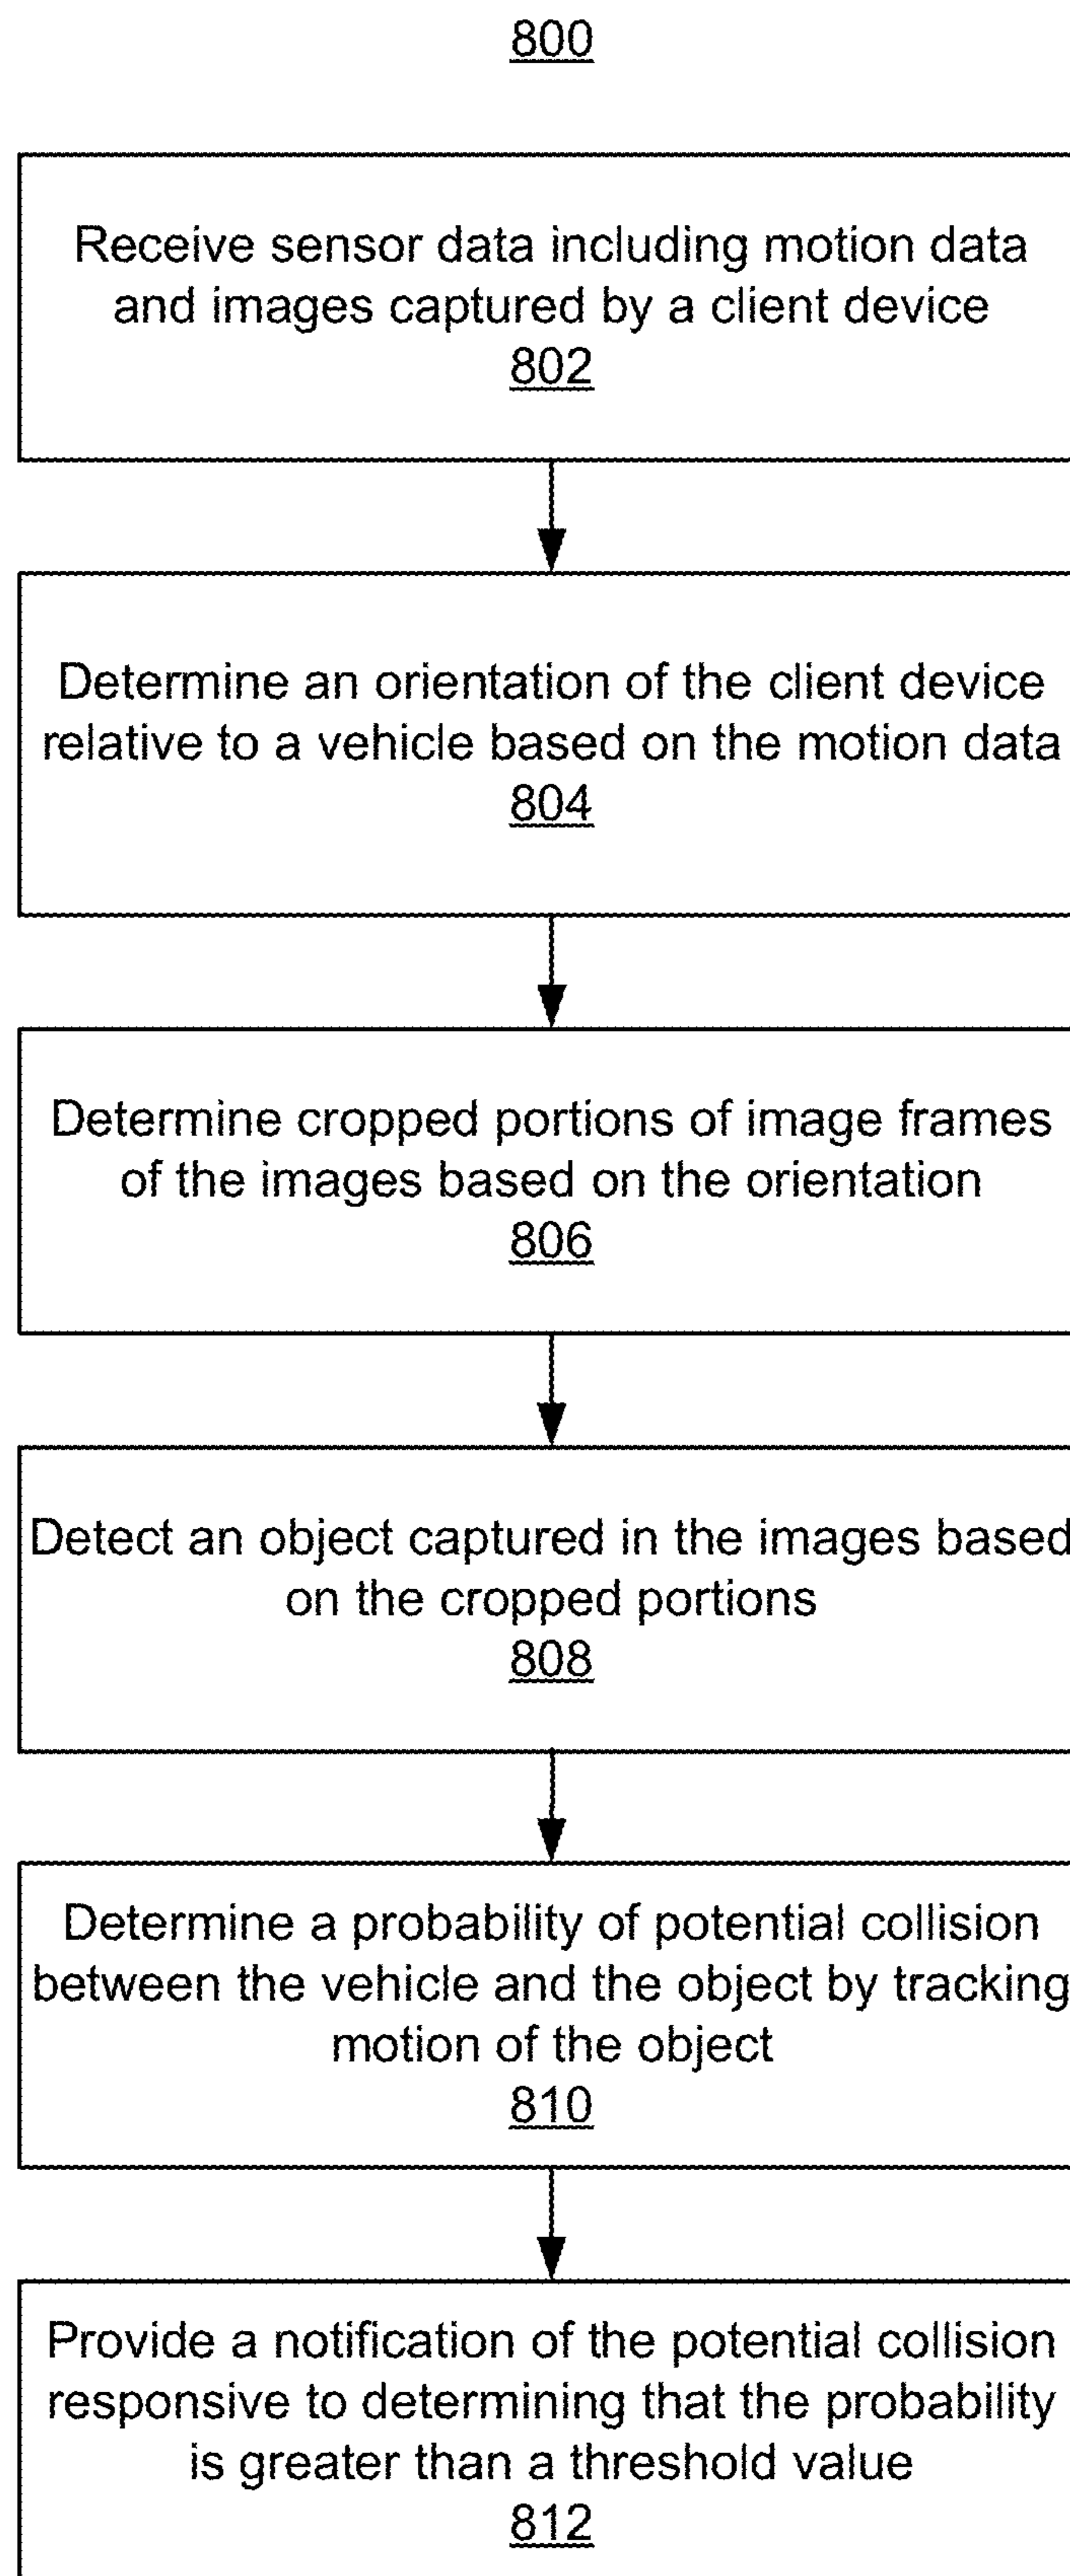 800
Receive sensor data including motion data
and images captured by a client device
802
Determine an orientation of the client device
relative to a vehicle based on the motion data
804
Determine cropped portions of image frames
of the images based on the orientation
806
Detect an object captured in the images based
on the cropped portions
808
Determine a probability of potential collision
between the vehicle and the object by tracking
motion of the object
810
Provide a notification of the potential collision
responsive to determining that the probability
is greater than a threshold value
812